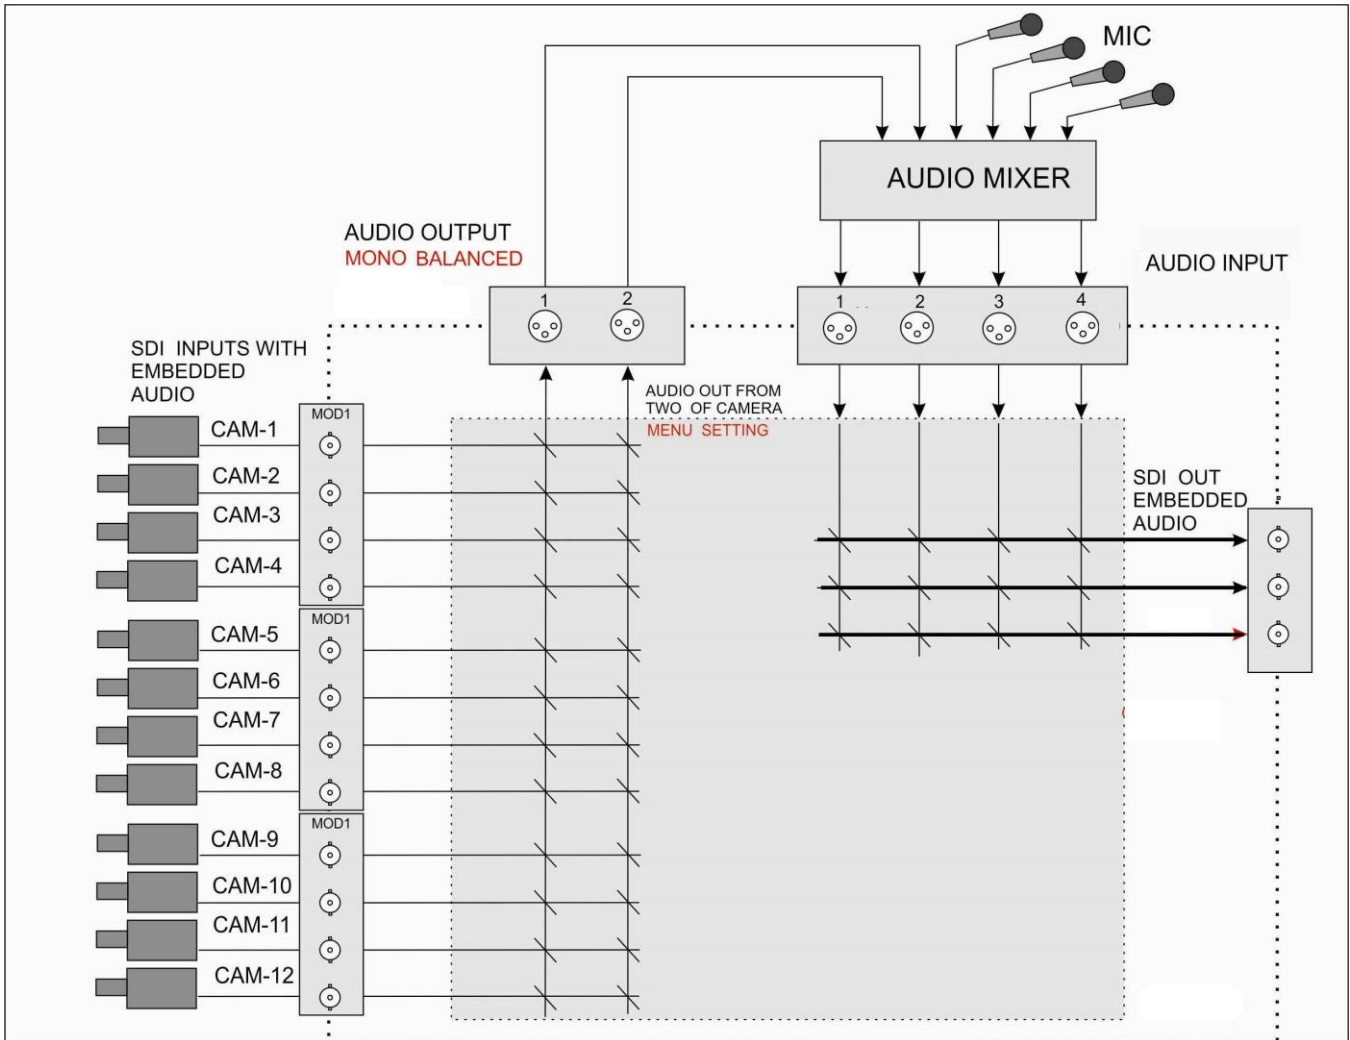 MIC
AUDIO MIXER
AUDIO OUTPUT
MONO BALANCED
AUDIO INPUT
1 2
1 2 3 4
SDI INPUTS WITH
EMBEDDED
AUDIO
AUDIO OUT FROM
TWO OF CAMERA
MENU SETTING
MOD1
CAM-1
CAM-2
CAM-3
CAM-4
SDI OUT
EMBEDDED
AUDIO
MOD1
CAM-5
CAM-6
CAM-7
CAM-8
MOD1
CAM-9
CAM-10
CAM-11
CAM-12